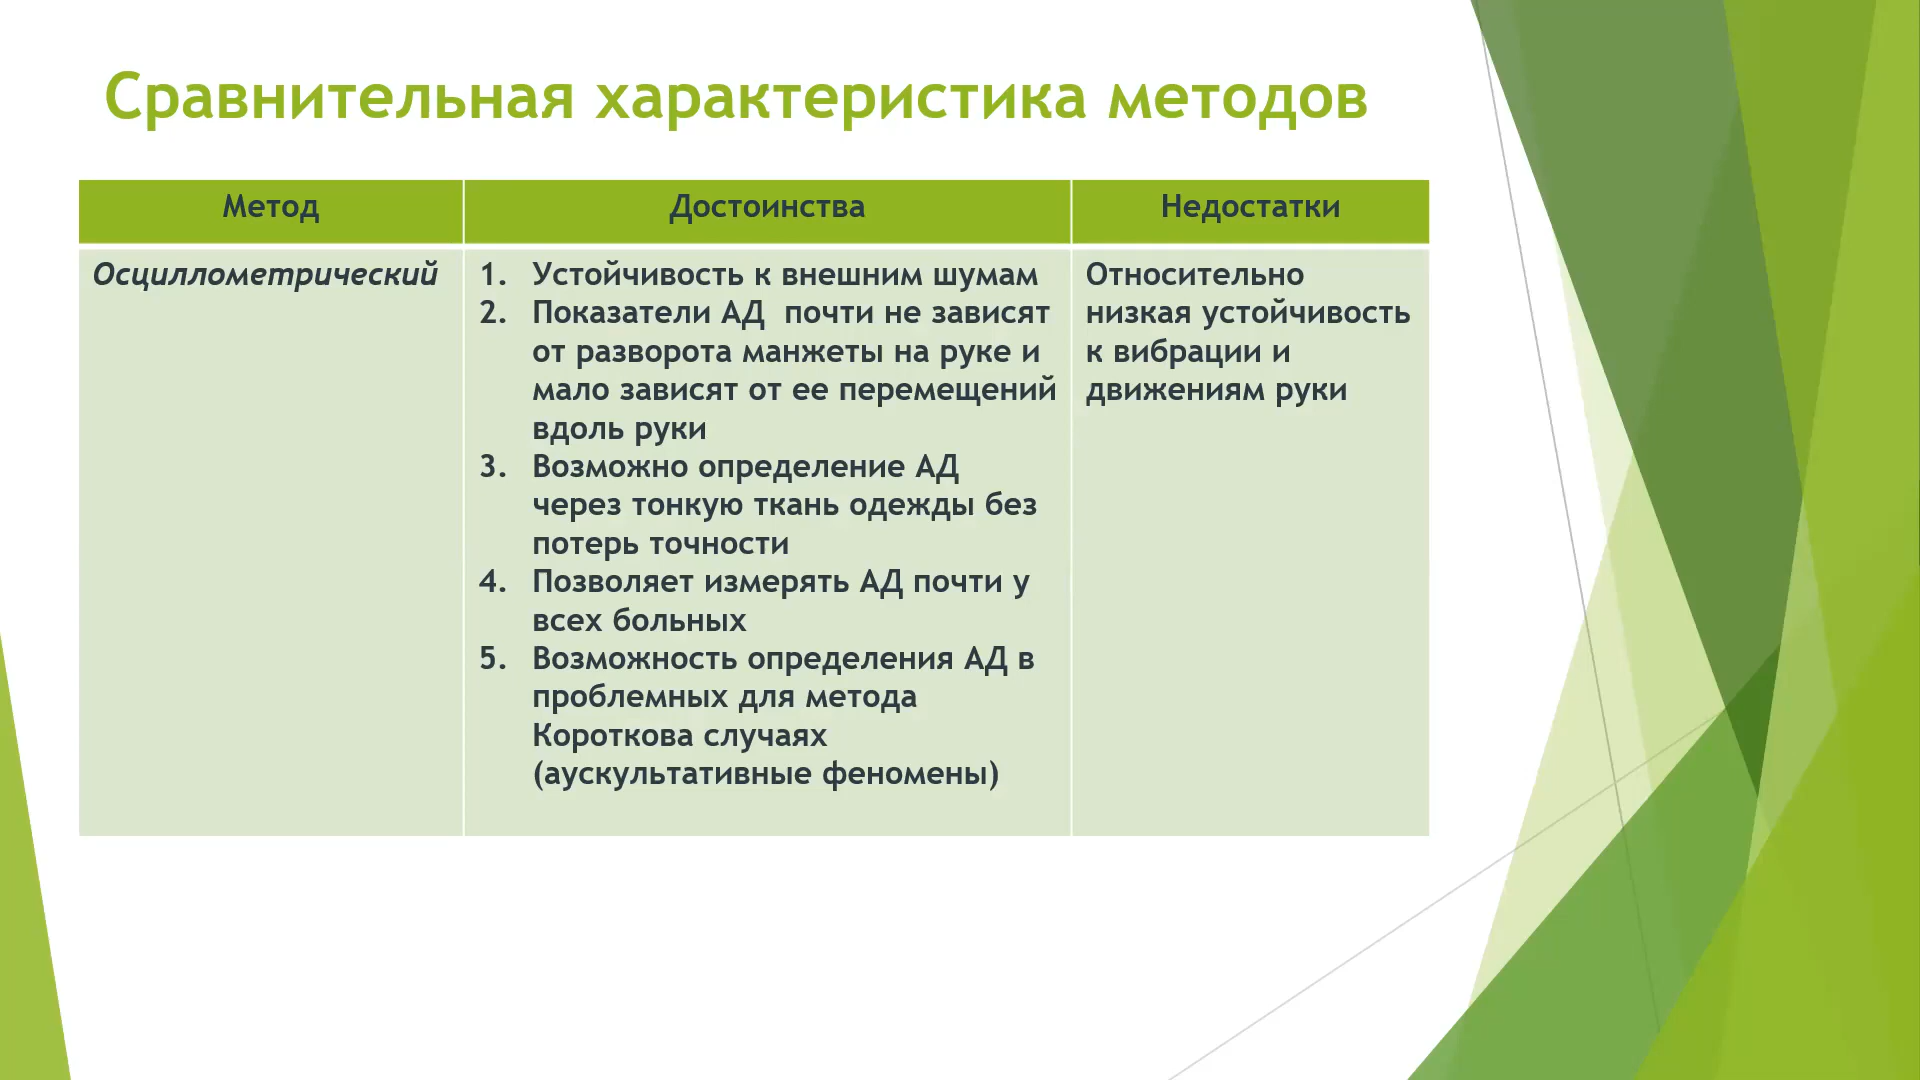 Сравнительная характеристика методов
Метод
Достоинства
Недостатки
Осциллометрический
1. Устойчивость к внешним шумам
2. Показатели АД почти не зависят
от разворота манжеты на руке и
мало зависят от ее перемещений
вдоль руки
3. Возможно определение АД
через тонкую ткань одежды без
потерь точности
4. Позволяет измерять АД почти у
всех больных
5. Возможность определения АД в
проблемных для метода
Короткова случаях
(аускультативные феномены)
Относительно
низкая устойчивость
к вибрации и
движениям руки